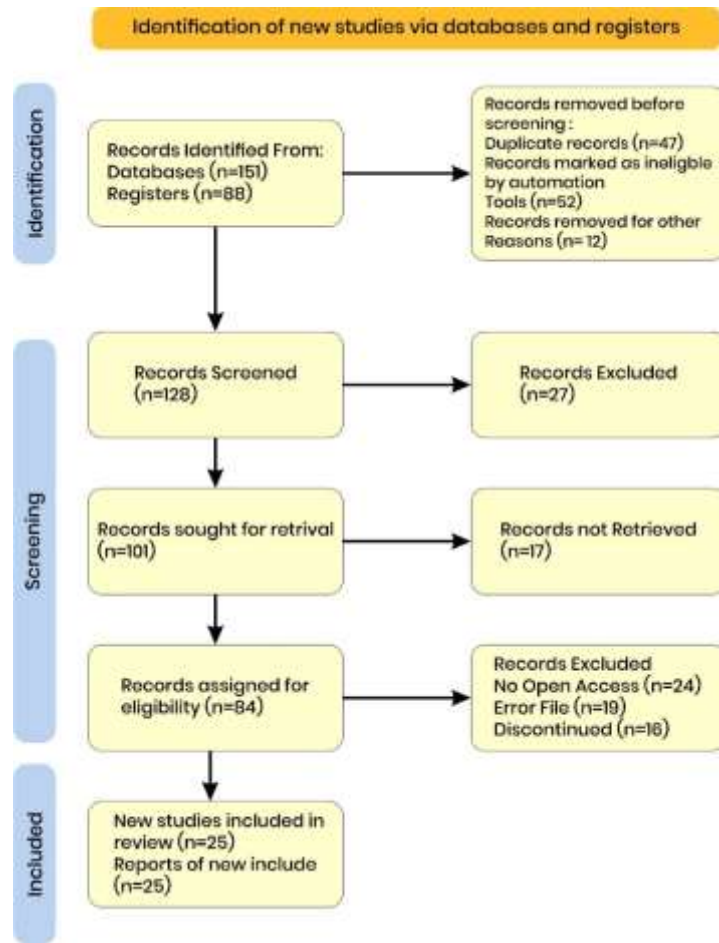 Identification of new studies via databases and registers
Identification
Records Identified From:
Databases (n=151)
Registers (n=88)
Records removed before
screening :
Duplicate records (n=47)
Records marked as ineligible
by automation
Tools (n=52)
Records removed for other
Reasons (n= 12)
Screening
Records Screened
(n=128)
Records Excluded
(n=27)
Records sought for retrival
(n=101)
Records not Retrieved
(n=17)
Records assigned for
eligibility (n=84)
Records Excluded
No Open Access (n=24)
Error File (n=19)
Discontinued (n=16)
Included
New studies included in
review (n=25)
Reports of new include
(n=25)